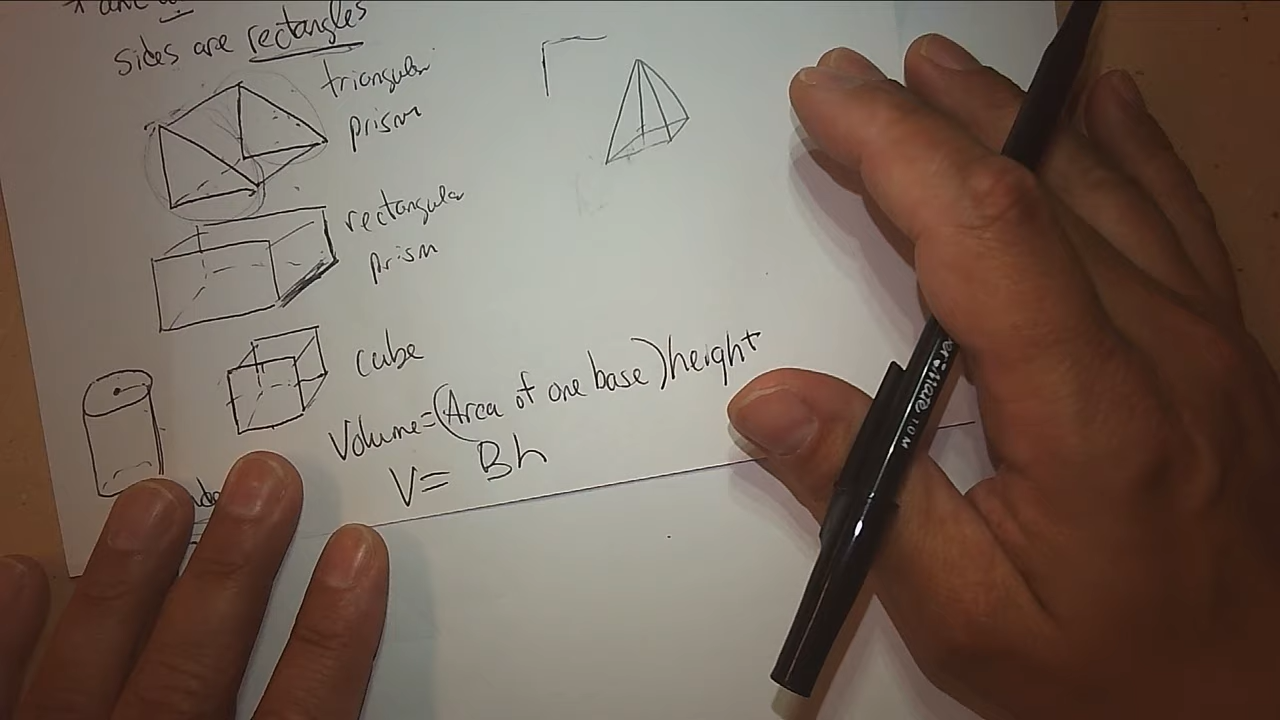 sides are rectangles
triangular
prism
rectangular
prism
cube
Volume=(Area of one base)height
V= Bh